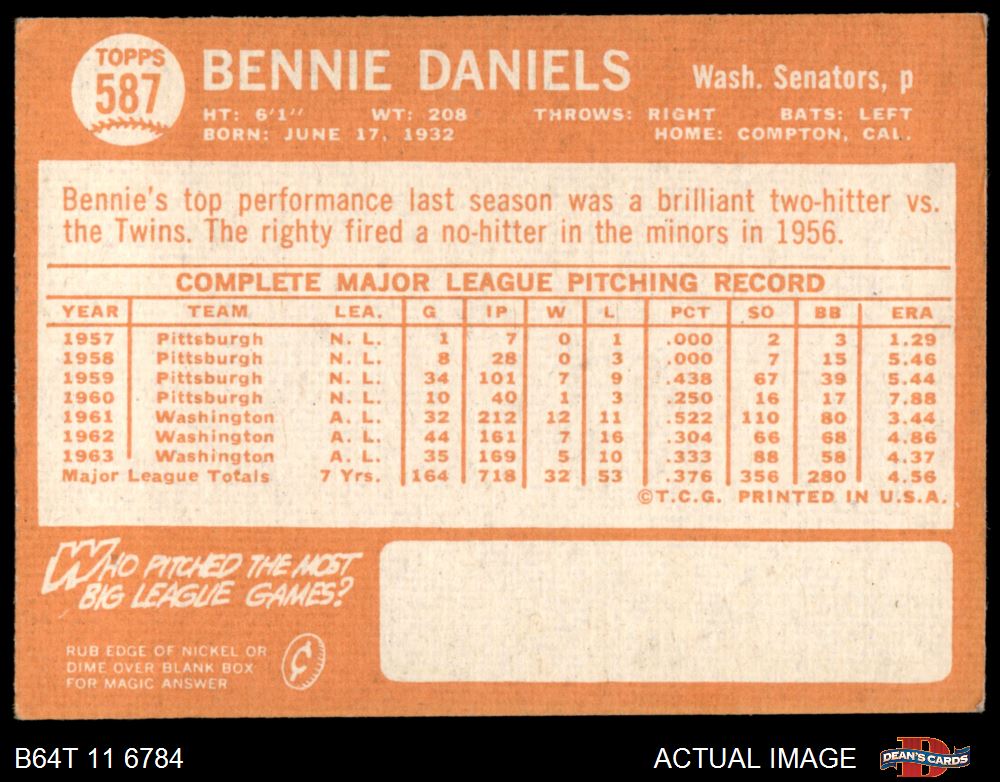 TOPPS
587
BENNIE DANIELS
Wash. Senators, p
HT: 6'1" WT: 208 THROWS: RIGHT BATS: LEFT
BORN: JUNE 17, 1932 HOME: COMPTON, CAL.
Bennie's top performance last season was a brilliant two-hitter vs.
the Twins. The righty fired a no-hitter in the minors in 1956.
COMPLETE MAJOR LEAGUE PITCHING RECORD
YEAR TEAM LEA. G IP W L PCT SO BB ERA
1957 Pittsburgh N. L. 1 7 0 1 .000 2 3 1.29
1958 Pittsburgh N. L. 8 28 0 3 .000 7 15 5.46
1959 Pittsburgh N. L. 34 101 7 9 .438 67 39 5.44
1960 Pittsburgh N. L. 10 40 1 3 .250 16 17 7.88
1961 Washington A. L. 32 212 12 11 .522 110 80 3.44
1962 Washington A. L. 44 161 7 16 .304 66 68 4.86
1963 Washington A. L. 35 169 5 10 .333 88 58 4.37
Major League Totals 7 Yrs. 164 718 32 53 .376 356 280 4.56
©T.C.G. PRINTED IN U.S.A.
WHO PITCHED THE MOST
BIG LEAGUE GAMES?
RUB EDGE OF NICKEL OR
DIME OVER BLANK BOX
FOR MAGIC ANSWER
¢
B64T 11 6784
ACTUAL IMAGE
D
DEAN'S CARDS